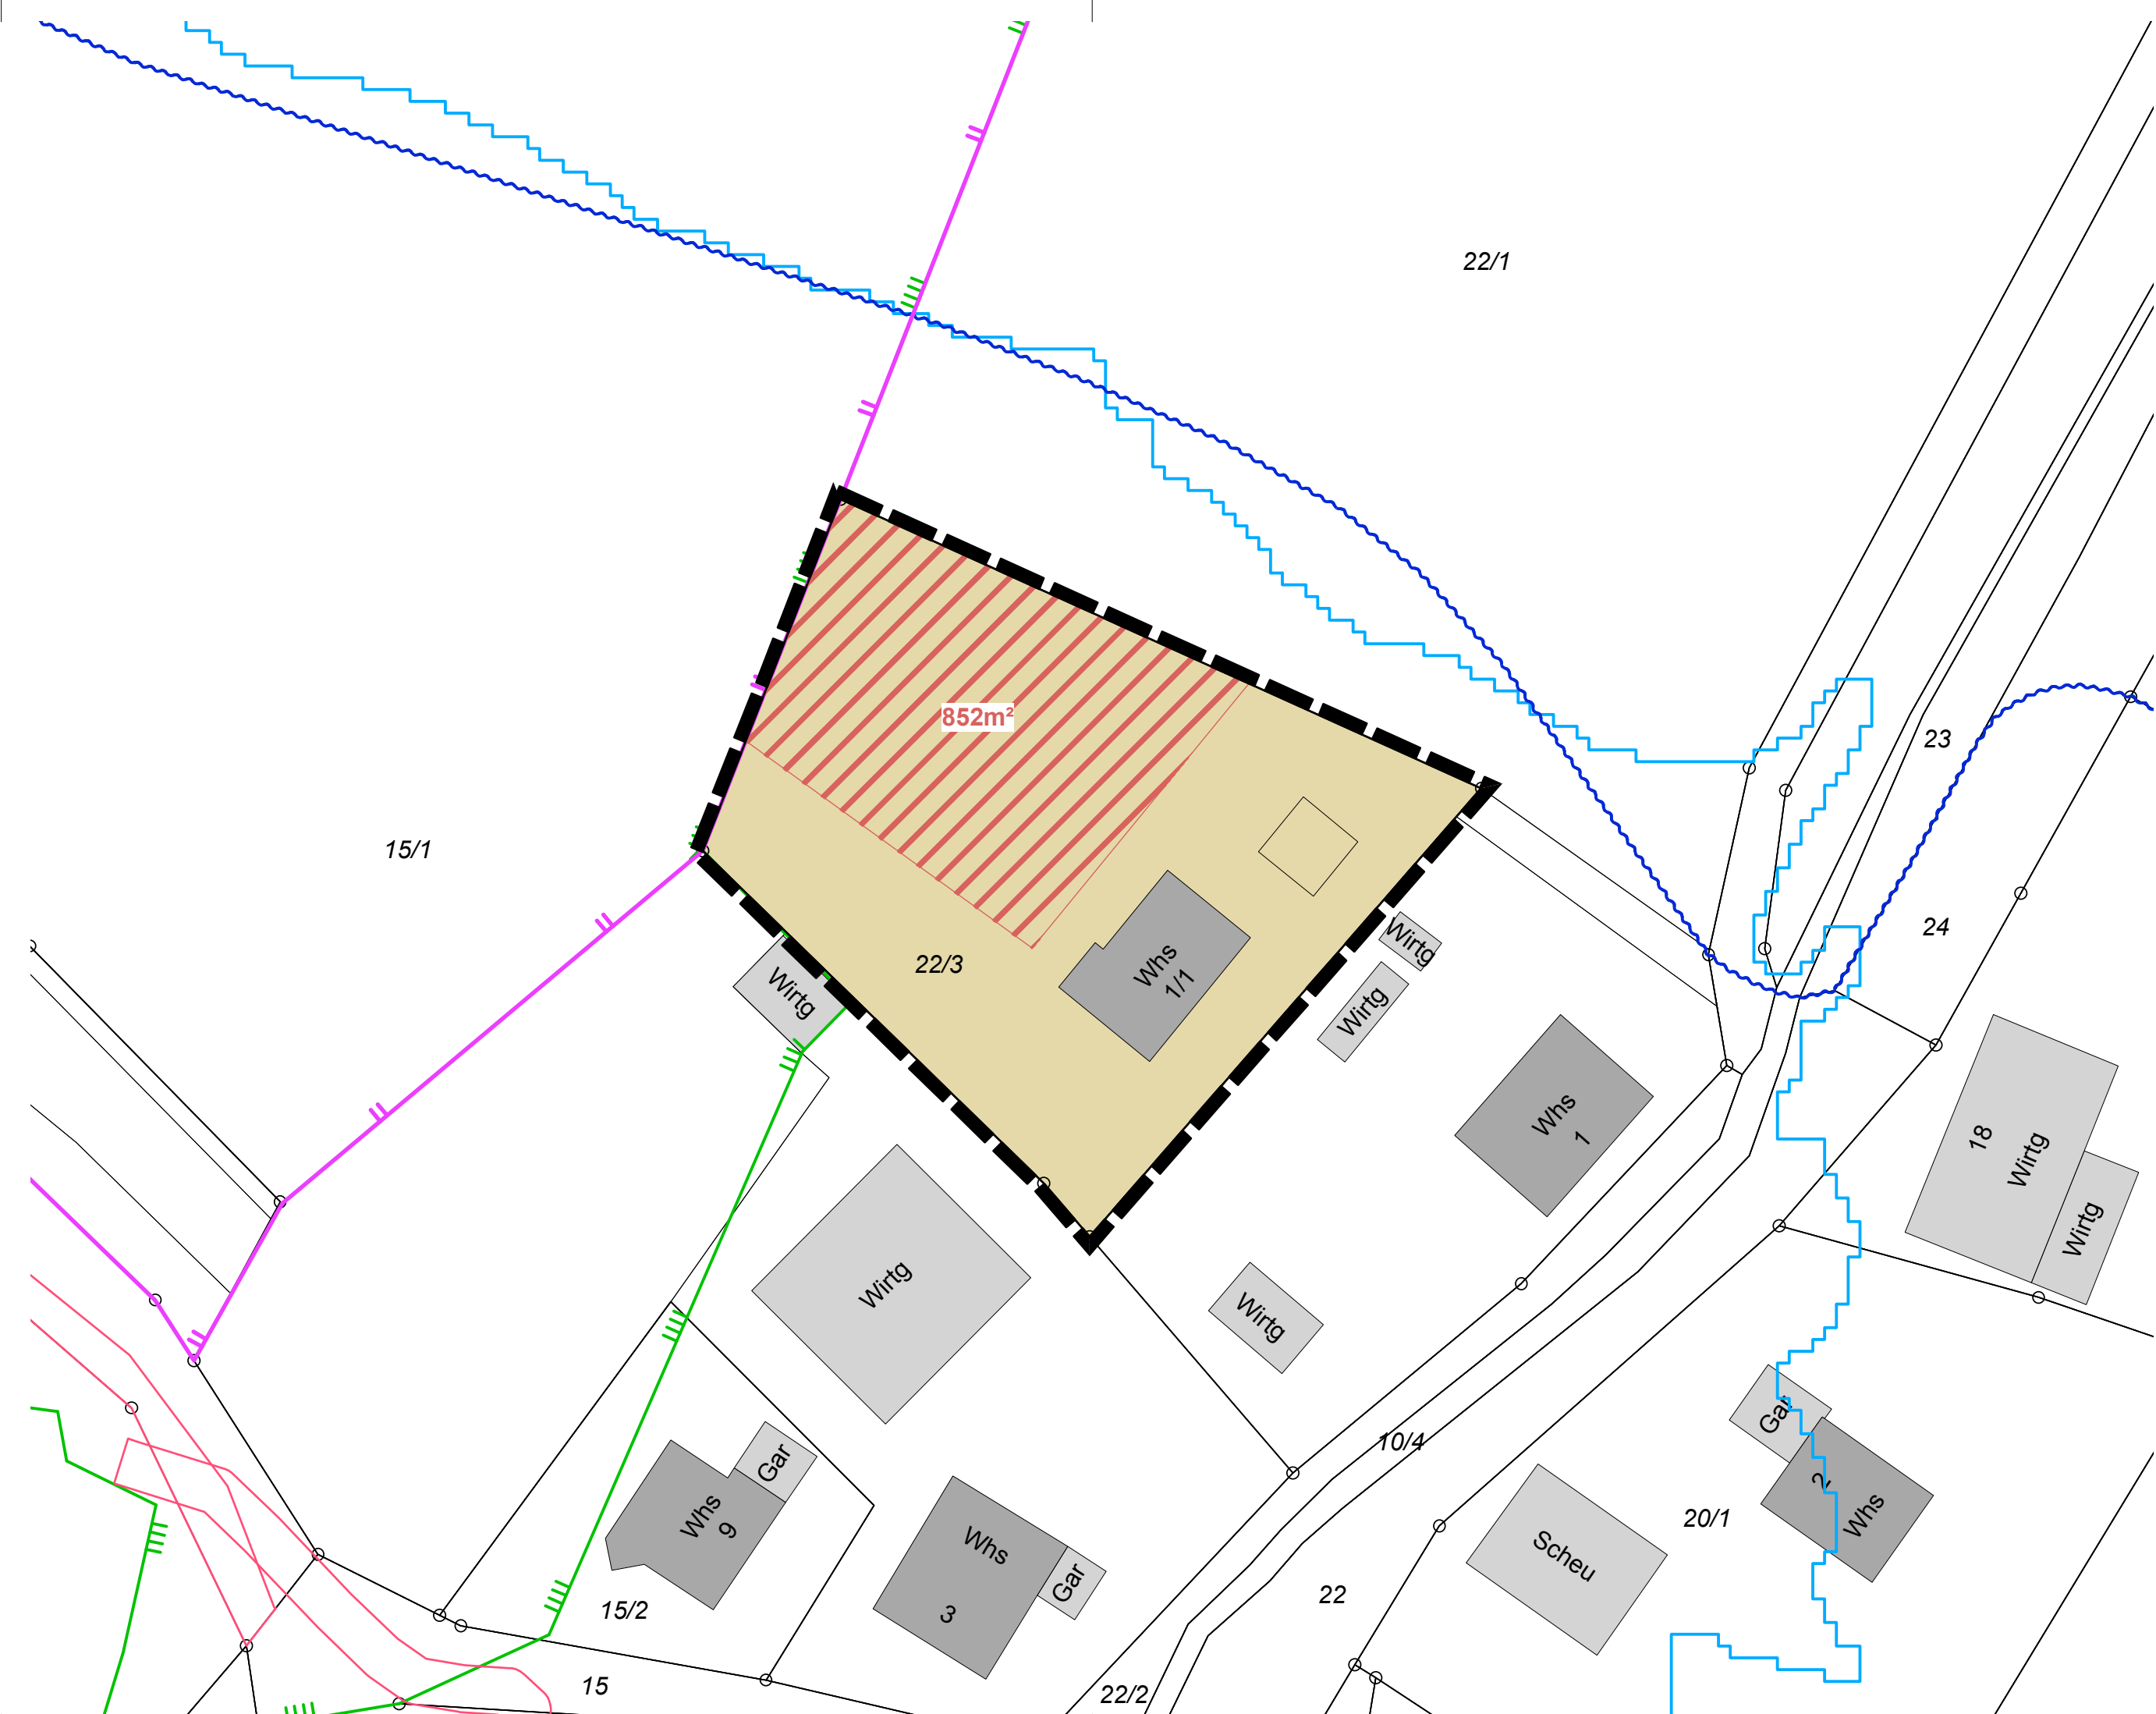 22/1
852m²
23
15/1
24
Wirtg
22/3
Whs
1/1
Wirtg
Wirtg
Whs
1
18
Wirtg
Wirtg
Wirtg
Wirtg
Gar
10/4
Gar
2
Whs
Whs
9
Whs
3
Gar
20/1
Scheu
22
15/2
15
22/2